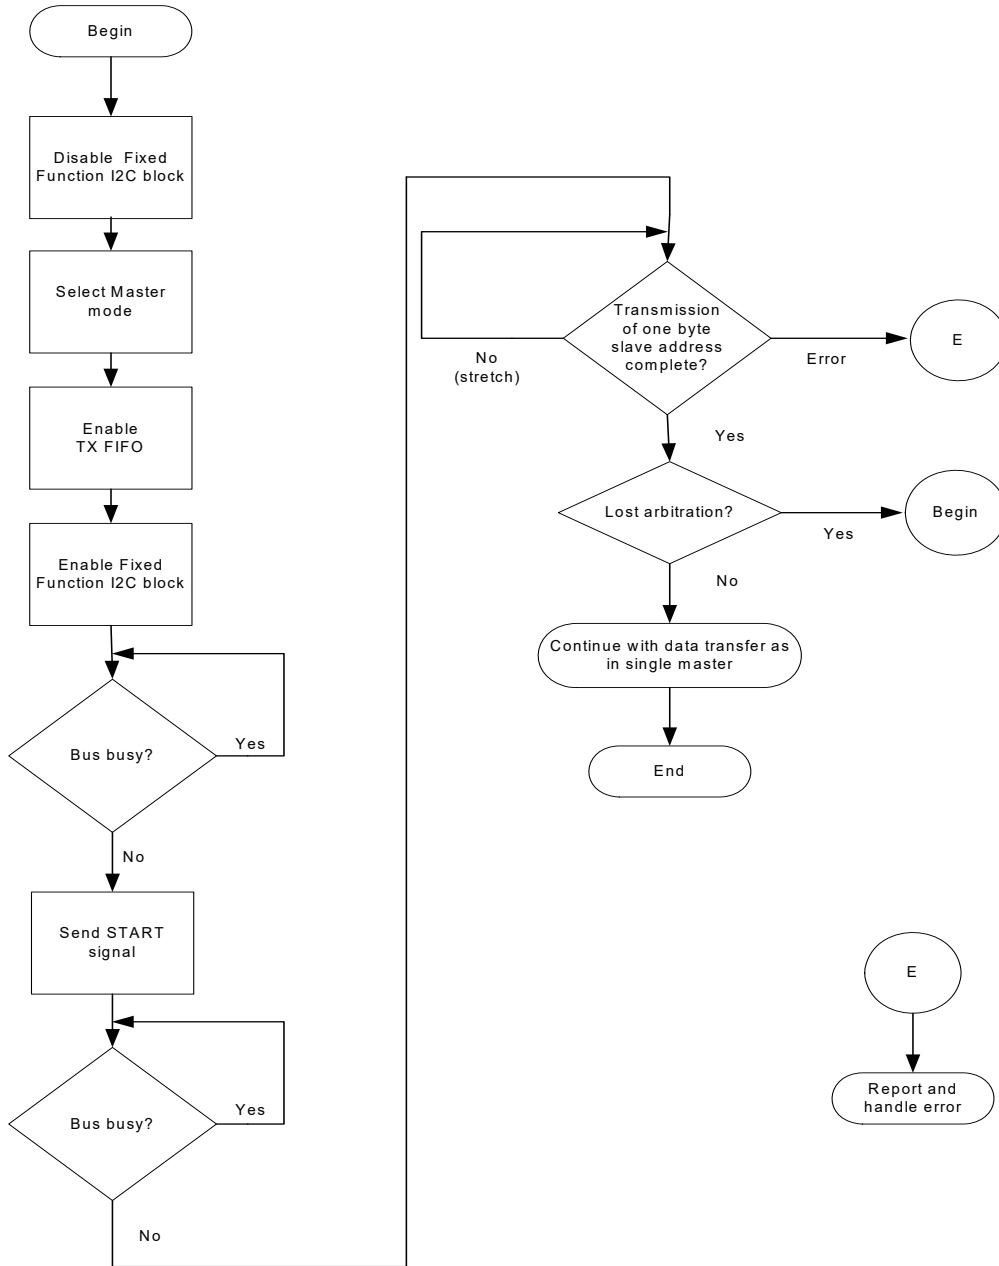 Begin
Disable Fixed
Function I2C block
Select Master
mode
Enable
TX FIFO
Enable Fixed
Function I2C block
Bus busy?
Yes
No
Send START
signal
Bus busy?
Yes
No
Transmission
of one byte
slave address
complete?
No
(stretch)
Error
E
Yes
Lost arbitration?
Yes
Begin
No
Continue with data transfer as
in single master
End
E
Report and
handle error